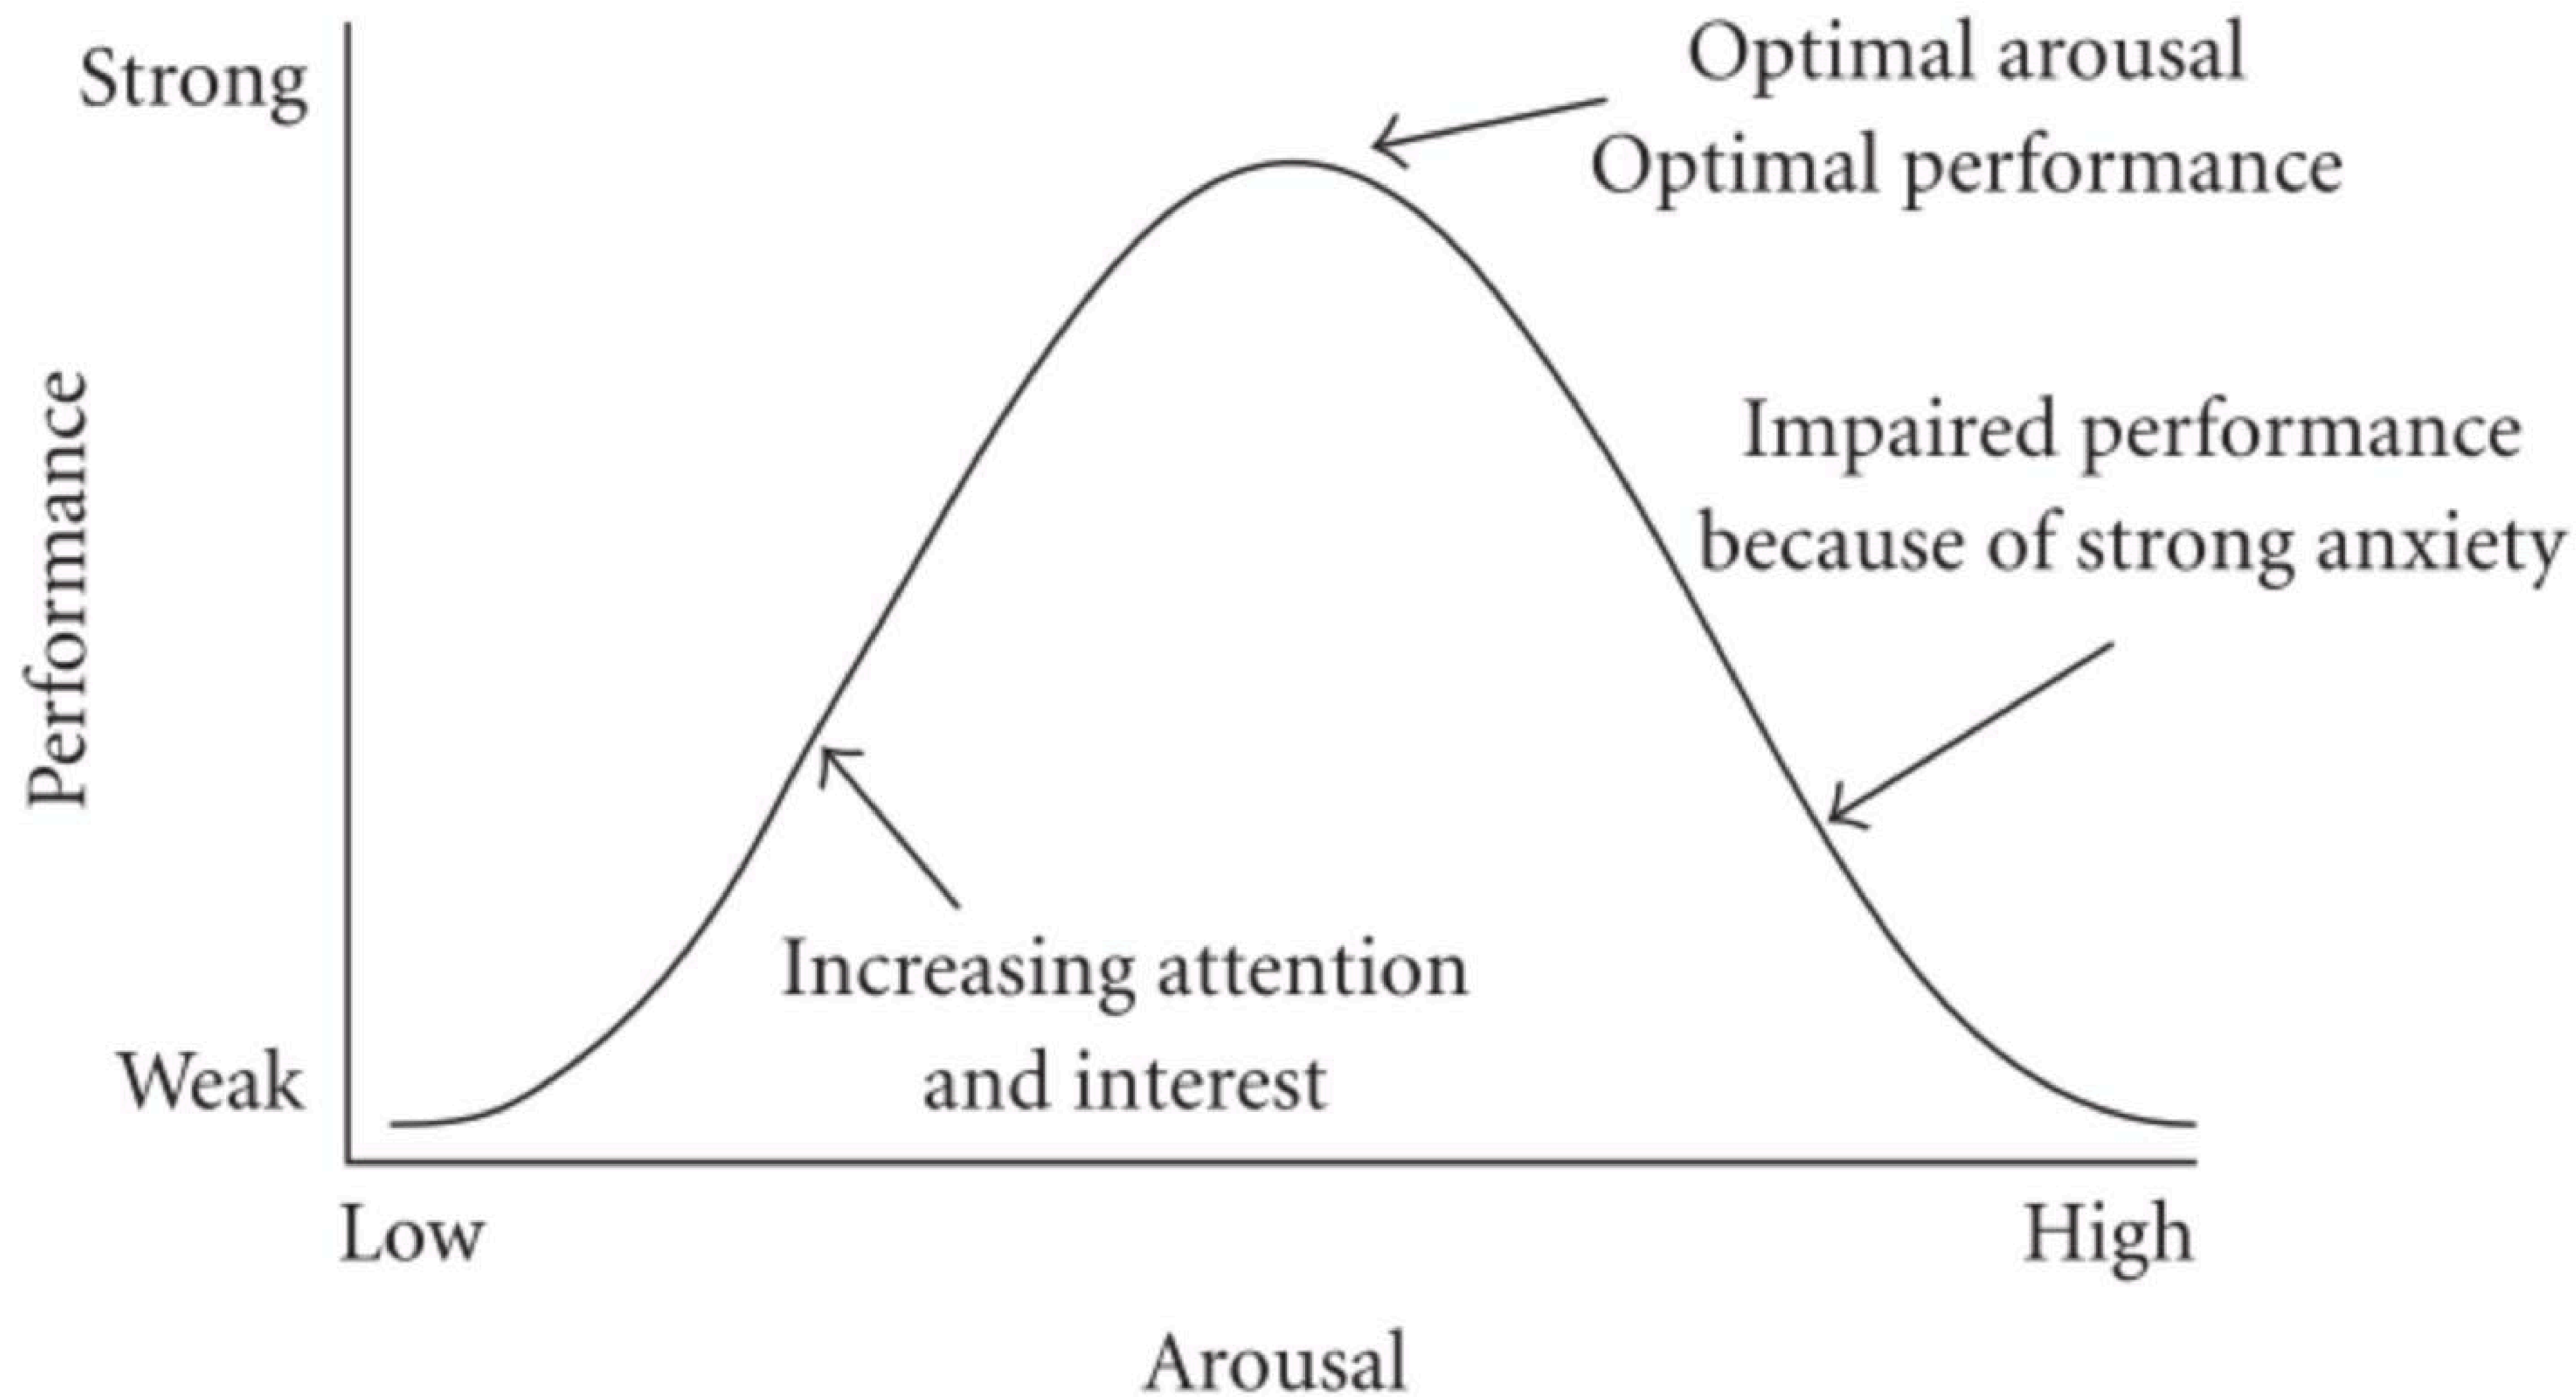 Strong
Optimal arousal
Optimal performance
Impaired performance
because of strong anxiety
Performance
Increasing attention
and interest
Weak
Low
High
Arousal